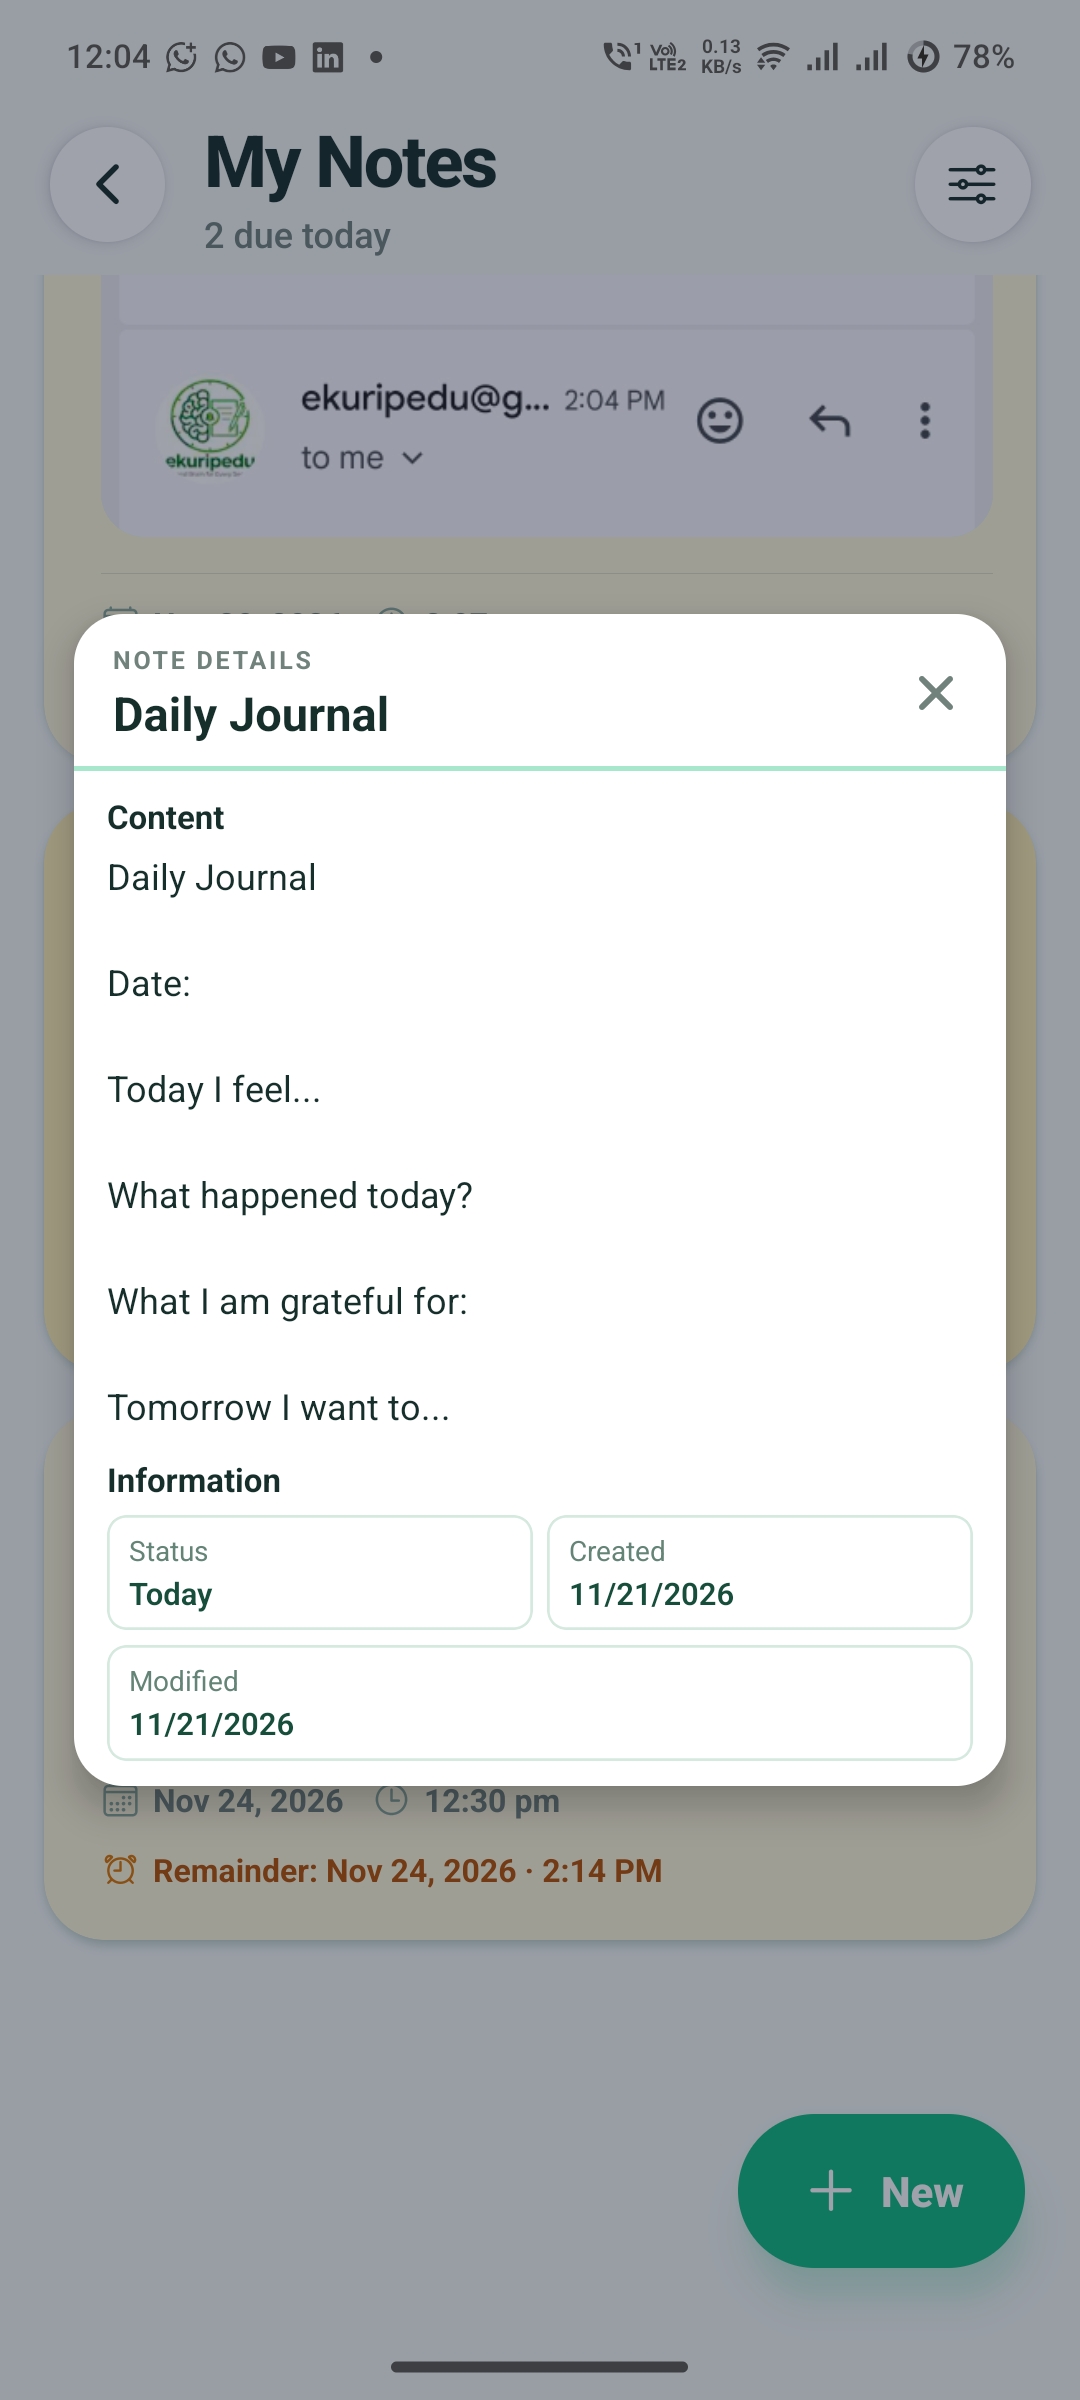 12:04
1 Vo)) LTE2 0.13 KB/s 78%
My Notes
2 due today
ekuripedu@g... 2:04 PM
to me
ekuripedu
NOTE DETAILS
Daily Journal
Content
Daily Journal
Date:
Today I feel...
What happened today?
What I am grateful for:
Tomorrow I want to...
Information
Status
Today
Created
11/21/2026
Modified
11/21/2026
Nov 24, 2026 12:30 pm
Remainder: Nov 24, 2026 · 2:14 PM
New